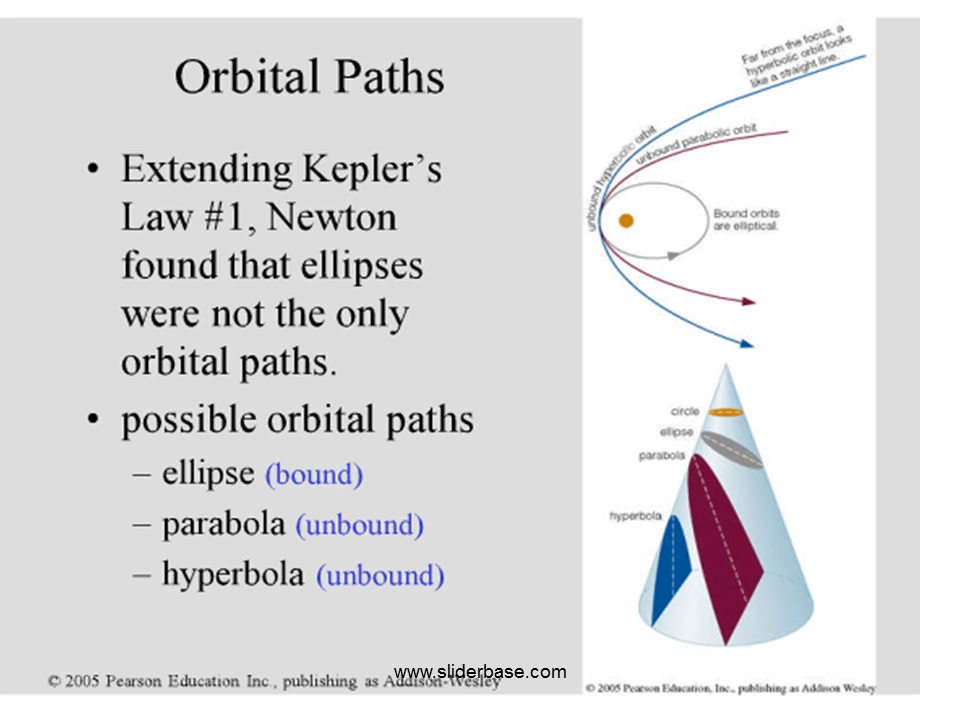 Orbital Paths
• Extending Kepler's
Law #1, Newton
found that ellipses
were not the only
orbital paths.
• possible orbital paths
– ellipse (bound)
– parabola (unbound)
– hyperbola (unbound)
© 2005 Pearson Education Inc., publishing as Addison-Wesley
www.sliderbase.com
Far from the focus, a
hyperbolic orbit looks
like a straight line.
unbound hyperbolic orbit
unbound parabolic orbit
Bound orbits
are elliptical.
circle
ellipse
parabola
hyperbola
© 2005 Pearson Education, Inc., publishing as Addison Wesley